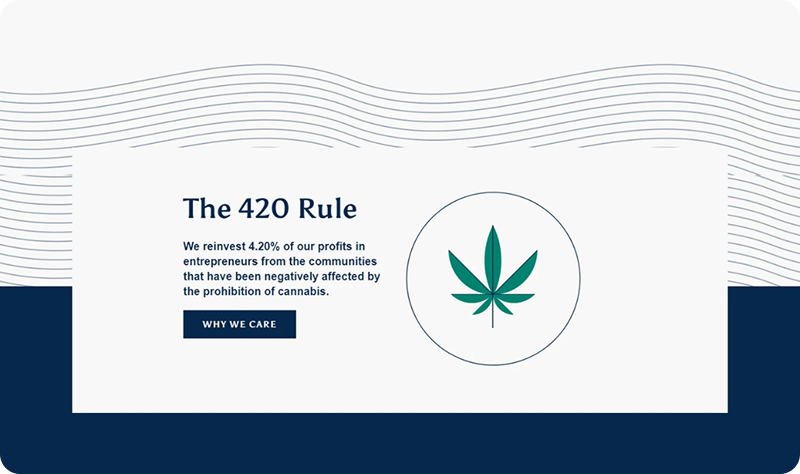 The 420 Rule
We reinvest 4.20% of our profits in
entrepreneurs from the communities
that have been negatively affected by
the prohibition of cannabis.
WHY WE CARE